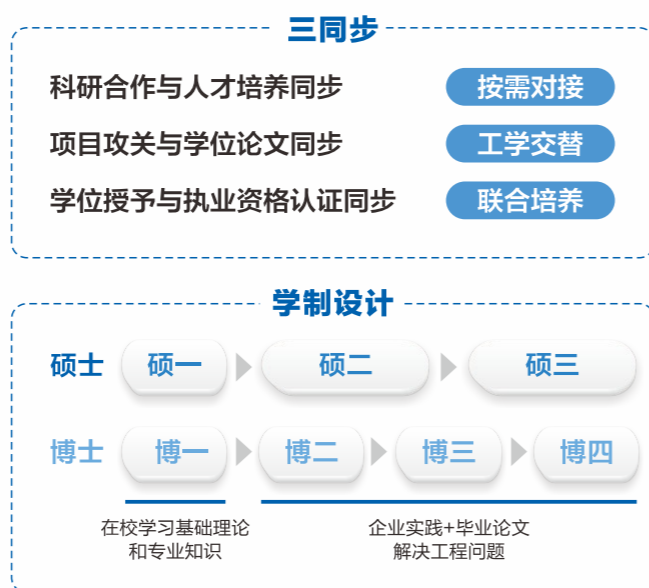 三同步
科研合作与人才培养同步 按需对接
项目攻关与学位论文同步 工学交替
学位授予与执业资格认证同步 联合培养
学制设计
硕士 硕一 硕二 硕三
博士 博一 博二 博三 博四
在校学习基础理论 企业实践+毕业论文
和专业知识 解决工程问题